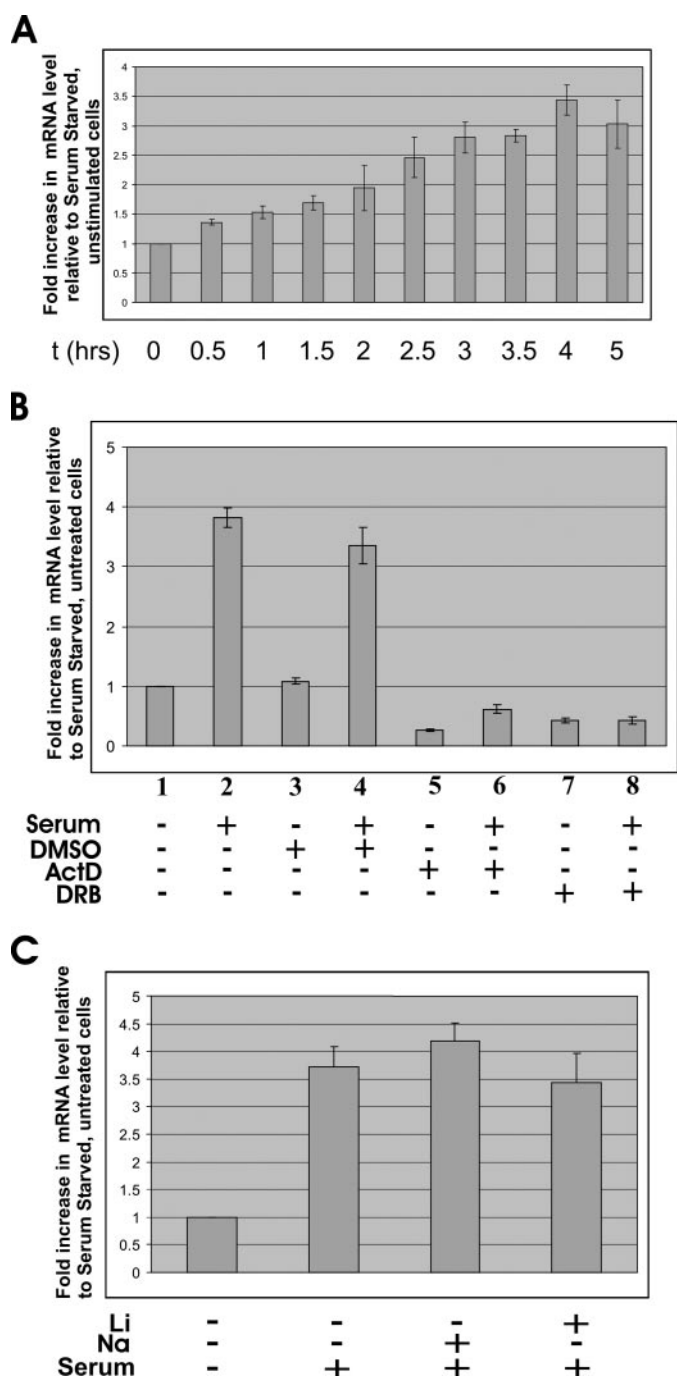 A
Fold increase in mRNA level
relative to Serum Starved,
unstimulated cells
4
3.5
3
2.5
2
1.5
1
0.5
0
t (hrs) 0 0.5 1 1.5 2 2.5 3 3.5 4 5
B
Fold increase in mRNA level relative
to Serum Starved, untreated cells
5
4
3
2
1
0
1 2 3 4 5 6 7 8
Serum - + - + - + - +
DMSO - - + + - - - -
ActD - - - - + + - -
DRB - - - - - - + +
C
Fold increase in mRNA level relative
to Serum Starved, untreated cells
5
4.5
4
3.5
3
2.5
2
1.5
1
0.5
0
Li - - - +
Na - - + -
Serum - + + +